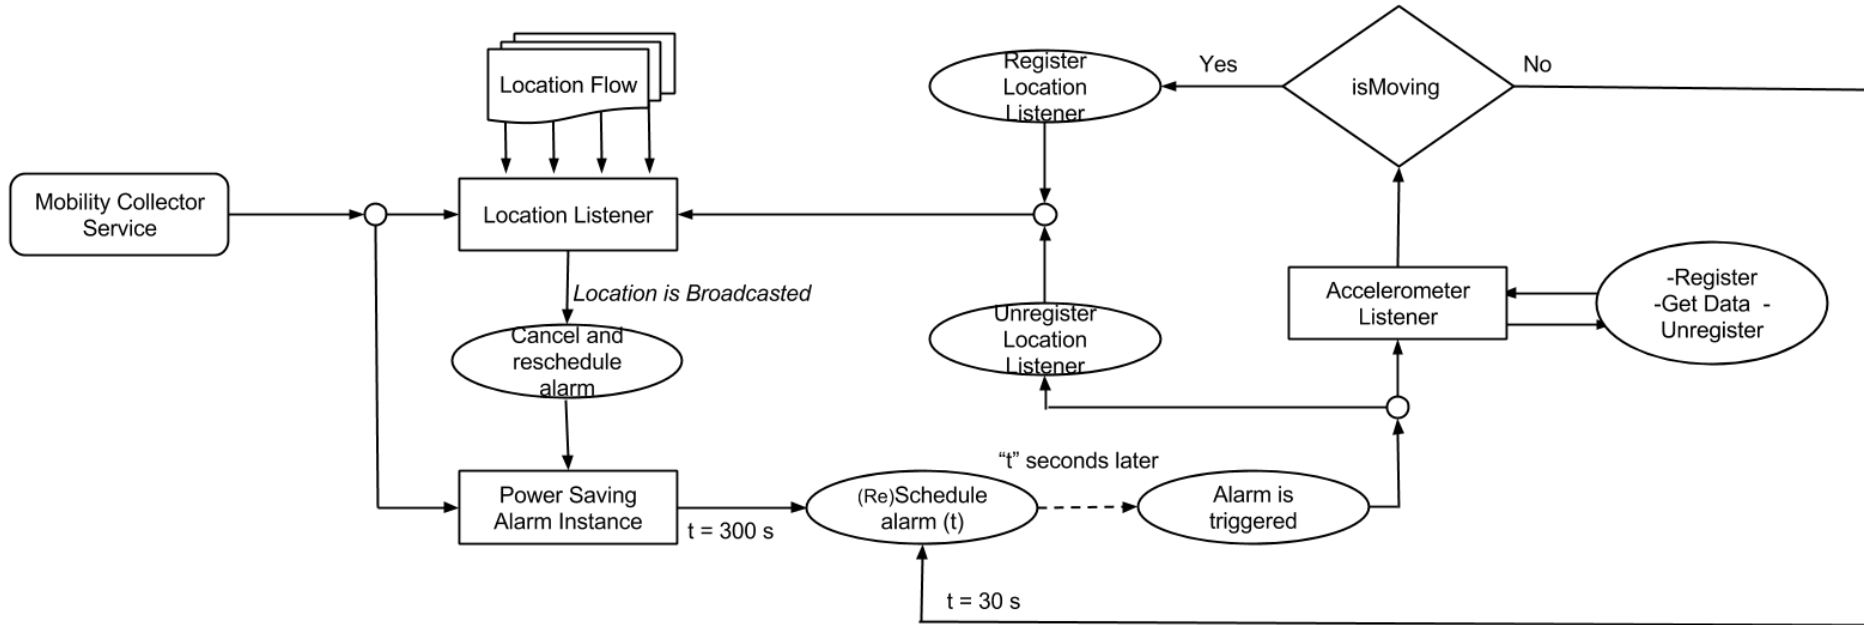 Location Flow
Register
Location
Listener
Yes
isMoving
No
Mobility Collector
Service
Location Listener
Location is Broadcasted
Accelerometer
Listener
-Register
-Get Data  -
Unregister
Unregister
Location
Listener
Cancel and
reschedule
alarm
“t” seconds later
Power Saving
Alarm Instance
t = 300 s
(Re)Schedule
alarm (t)
Alarm is
triggered
t = 30 s